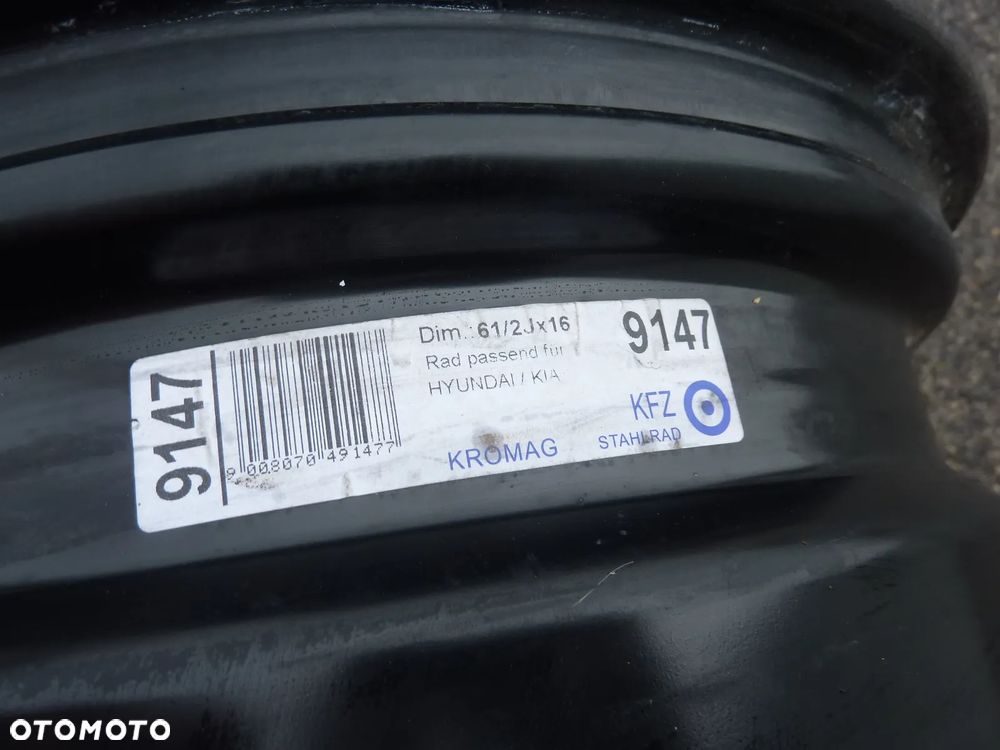 9147
9 008070 491477
Dim.: 61/2Jx16
Rad passend für
HYUNDAI / KIA
KROMAG
9147
KFZ
STAHLRAD
OTOMOTO